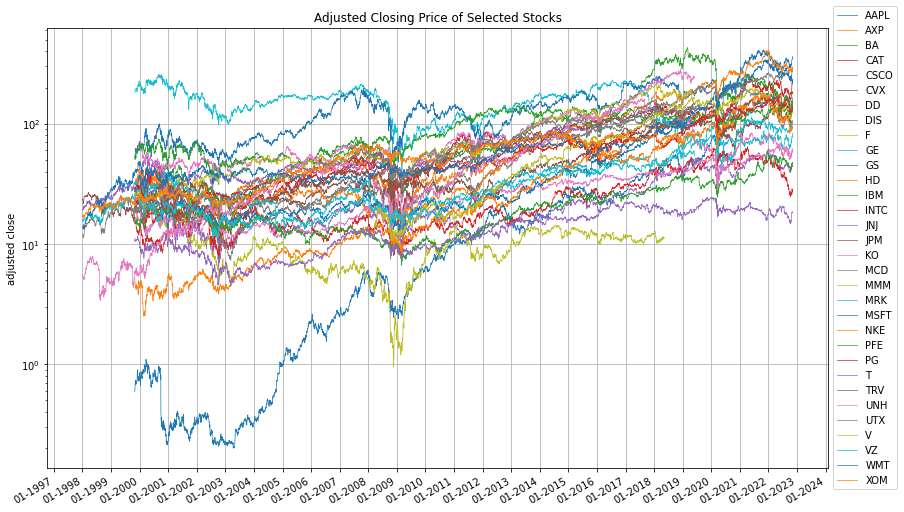 Adjusted Closing Price of Selected Stocks
adjusted close
10²
10¹
10⁰
01-1997
01-1998
01-1999
01-2000
01-2001
01-2002
01-2003
01-2004
01-2005
01-2006
01-2007
01-2008
01-2009
01-2010
01-2011
01-2012
01-2013
01-2014
01-2015
01-2016
01-2017
01-2018
01-2019
01-2020
01-2021
01-2022
01-2023
01-2024
AAPL
AXP
BA
CAT
CSCO
CVX
DD
DIS
F
GE
GS
HD
IBM
INTC
JNJ
JPM
KO
MCD
MMM
MRK
MSFT
NKE
PFE
PG
T
TRV
UNH
UTX
V
VZ
WMT
XOM